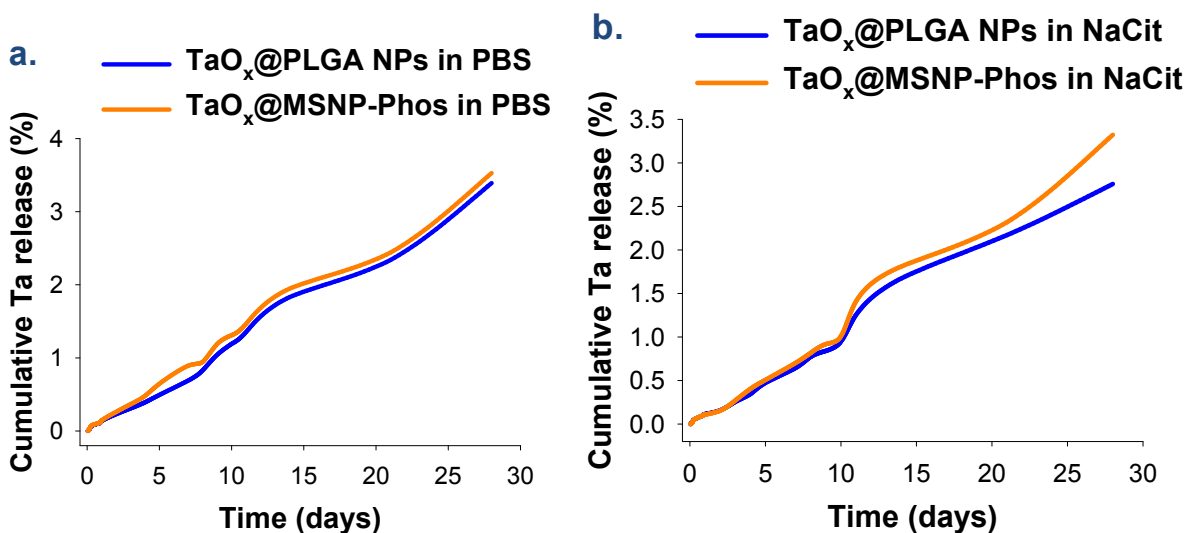 a.
TaOx@PLGA NPs in PBS
TaOx@MSNP-Phos in PBS
Cumulative Ta release (%)
4
3
2
1
0
0 5 10 15 20 25 30
Time (days)
b.
TaOx@PLGA NPs in NaCit
TaOx@MSNP-Phos in NaCit
Cumulative Ta release (%)
3.5
3.0
2.5
2.0
1.5
1.0
0.5
0.0
0 5 10 15 20 25 30
Time (days)